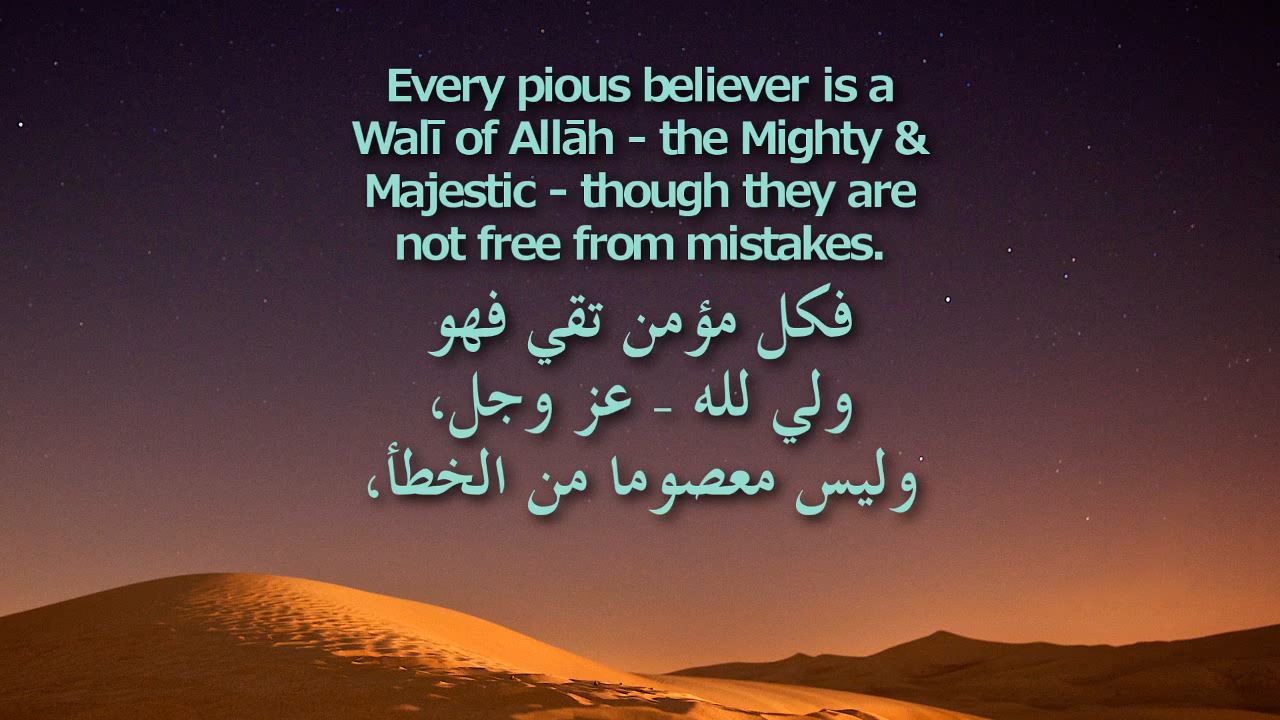 Every pious believer is a
Walī of Allāh - the Mighty &
Majestic - though they are
not free from mistakes.
فكل مؤمن تقي فهو
ولي لله - عز وجل،
وليس معصوما من الخطأ،